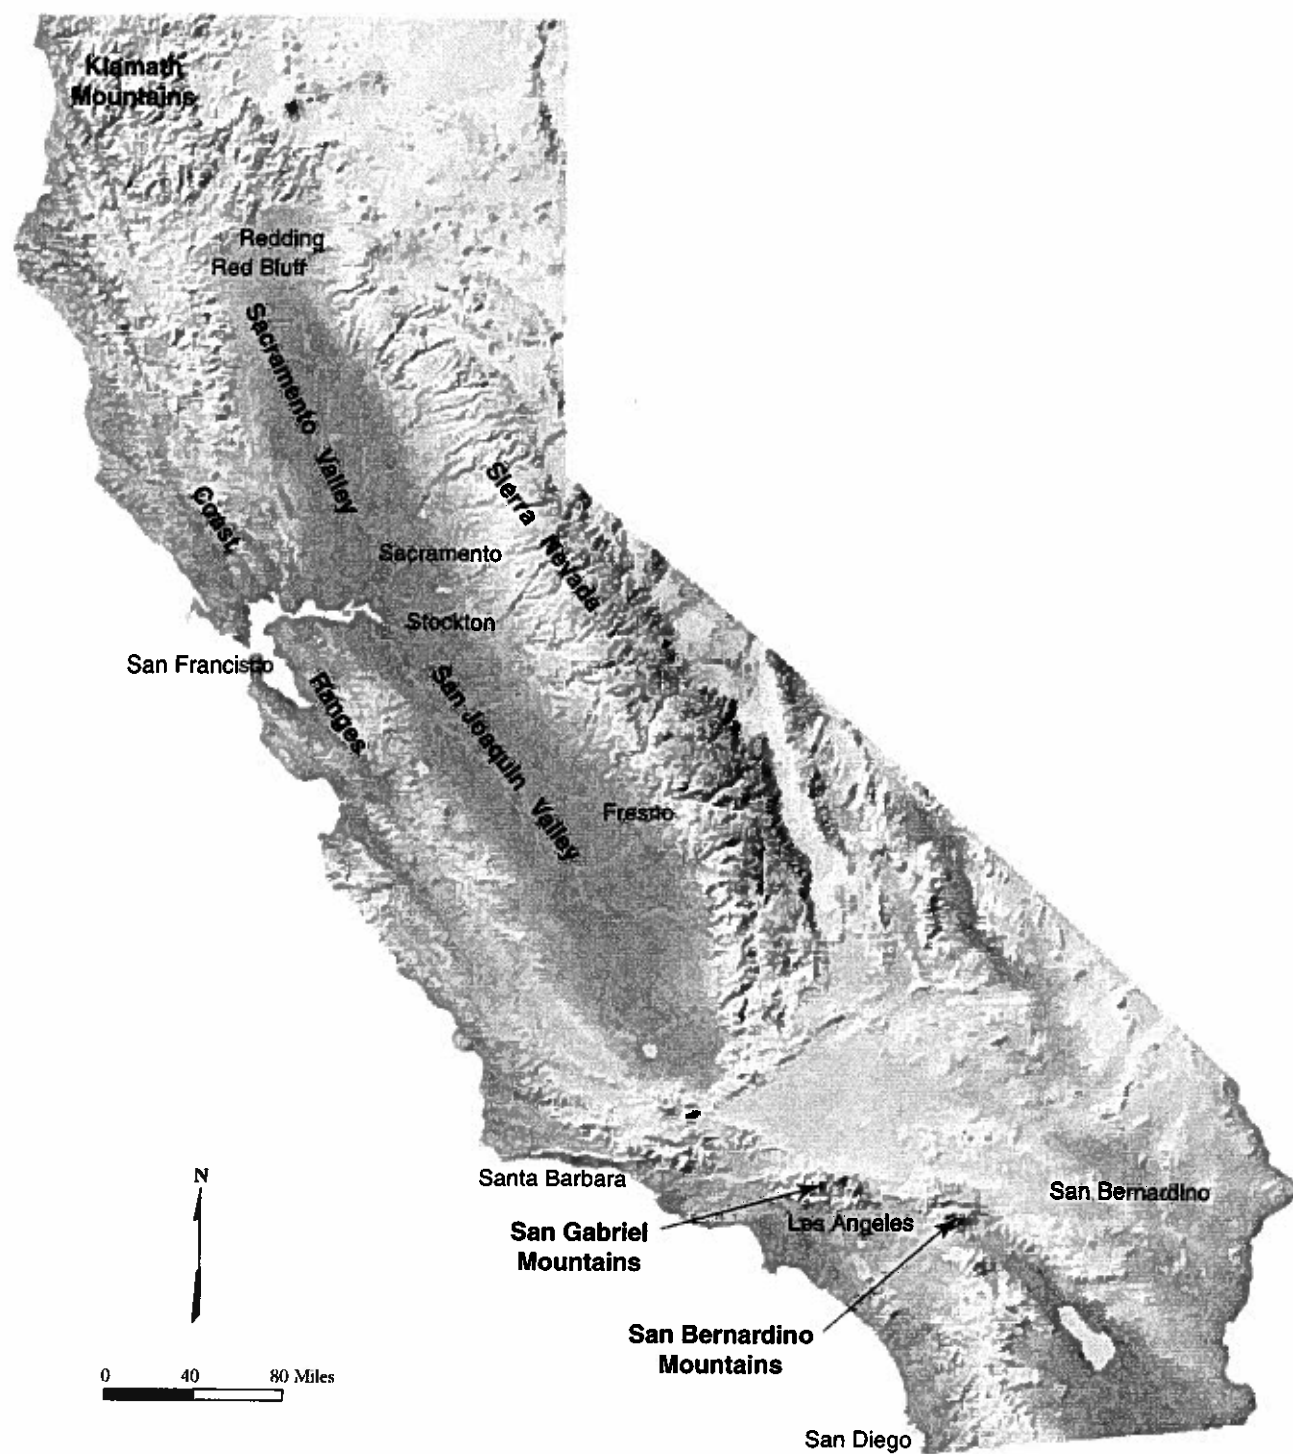 Klamath
Mountains
Redding
Red Bluff
Sacramento Valley
Sierra Nevada
Coast
Sacramento
Stockton
San Francisco
Ranges
San Joaquin Valley
Fresno
N
Santa Barbara
San Bernardino
San Gabriel
Mountains
Los Angeles
San Bernardino
Mountains
0 40 80 Miles
San Diego